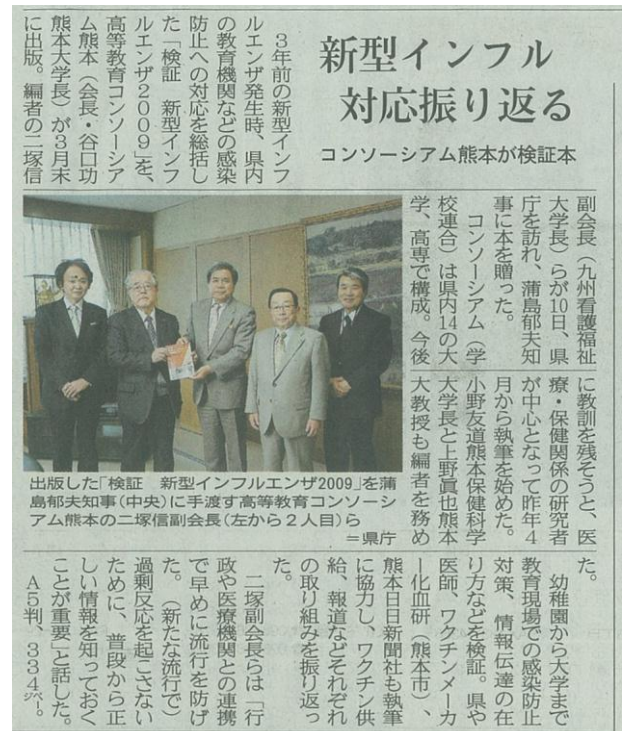 新型インフル
対応振り返る
コンソーシアム熊本が検証本
３年前の新型インフ
ルエンザ発生時、県内
の教育機関などの感染
防止への対応を総括し
た「検証　新型インフ
ルエンザ２００９」を、
高等教育コンソーシア
ム熊本（会長・谷口功
熊本大学長）が３月末
に出版。編者の二塚信
副会長（九州看護福祉
大学長）らが10日、県
庁を訪れ、蒲島郁夫知
事に本を贈った。
コンソーシアム（学
校連合）は県内14の大
学、高専で構成。今後
に教訓を残そうと、医
療・保健関係の研究者
が中心となって昨年４
月から執筆を始めた。
小野友道熊本保健科学
大学長と上野眞也熊本
大教授も編者を務め
た。
幼稚園から大学まで
教育現場での感染防止
対策、情報伝達の在
り方などを検証。県や
医師、ワクチンメーカ
ー化血研（熊本市）、
熊本日日新聞社も執筆
に協力し、ワクチン供
給、報道などそれぞれ
の取り組みを振り返っ
た。
二塚副会長らは「行
政や医療機関との連携
で早めに流行を防げ
た。（新たな流行で）
過剰反応を起こさない
ために、普段から正
しい情報を知っておく
ことが重要」と話した。
Ａ５判、３３４㌻。
出版した「検証　新型インフルエンザ2009」を蒲
島郁夫知事（中央）に手渡す高等教育コンソーシ
アム熊本の二塚信副会長（左から２人目）ら
＝県庁